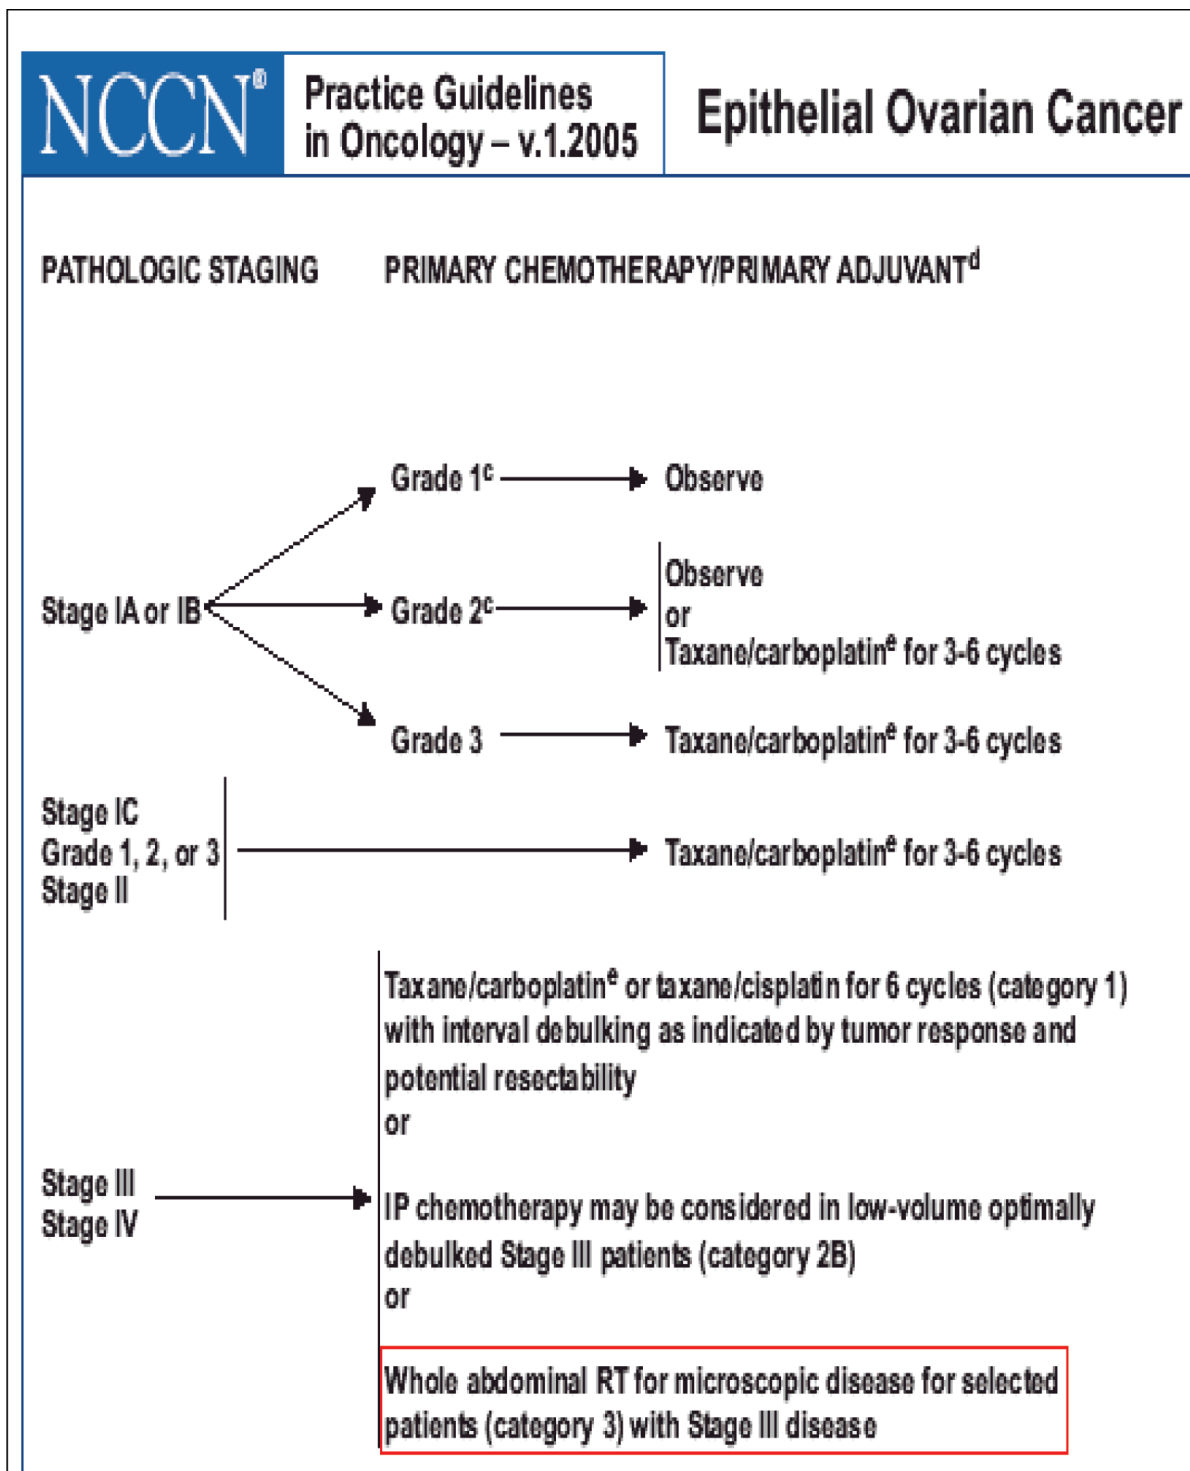 NCCN®
Practice Guidelines
in Oncology – v.1.2005
Epithelial Ovarian Cancer
PATHOLOGIC STAGING
PRIMARY CHEMOTHERAPY/PRIMARY ADJUVANTd
Grade 1c
Observe
Stage IA or IB
Grade 2c
Observe
or
Taxane/carboplatine for 3-6 cycles
Grade 3
Taxane/carboplatine for 3-6 cycles
Stage IC
Grade 1, 2, or 3
Stage II
Taxane/carboplatine for 3-6 cycles
Stage III
Stage IV
Taxane/carboplatine or taxane/cisplatin for 6 cycles (category 1)
with interval debulking as indicated by tumor response and
potential resectability
or
IP chemotherapy may be considered in low-volume optimally
debulked Stage III patients (category 2B)
or
Whole abdominal RT for microscopic disease for selected
patients (category 3) with Stage III disease